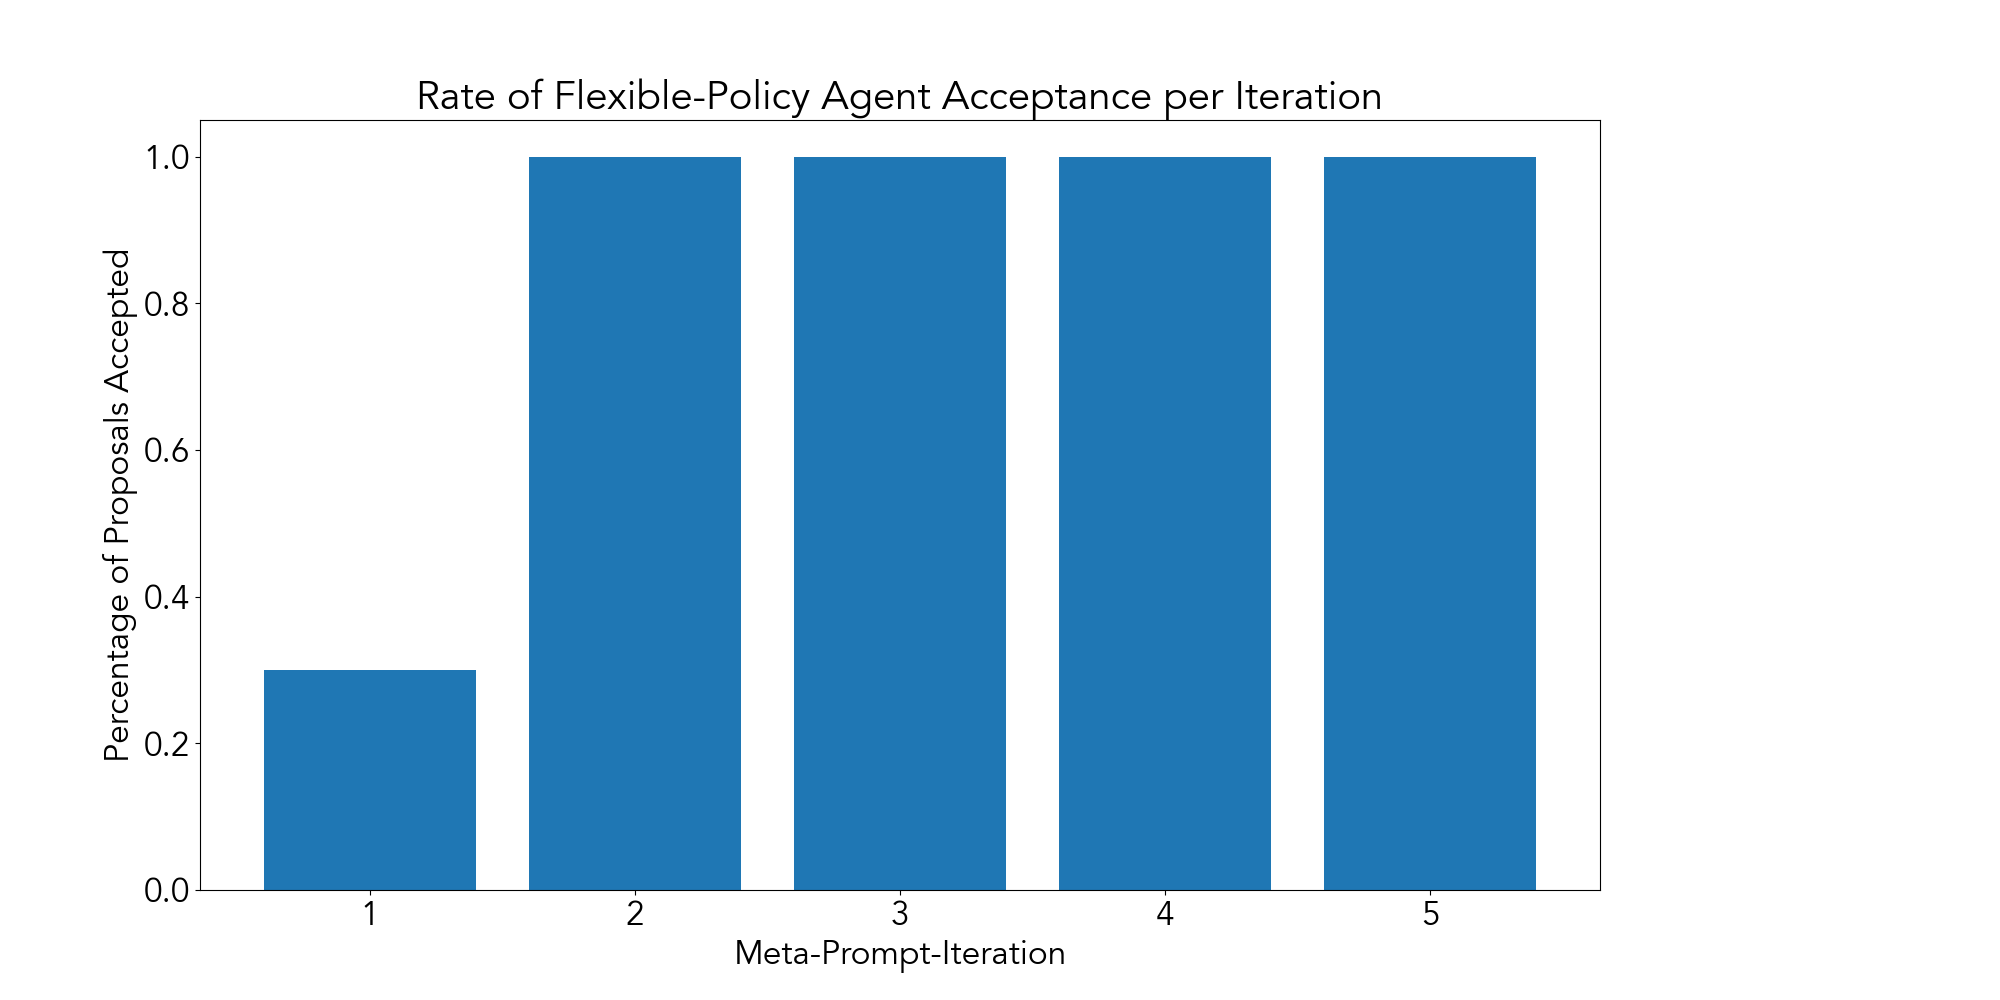 Rate of Flexible-Policy Agent Acceptance per Iteration
Percentage of Proposals Accepted
1.0
0.8
0.6
0.4
0.2
0.0
1 2 3 4 5
Meta-Prompt-Iteration